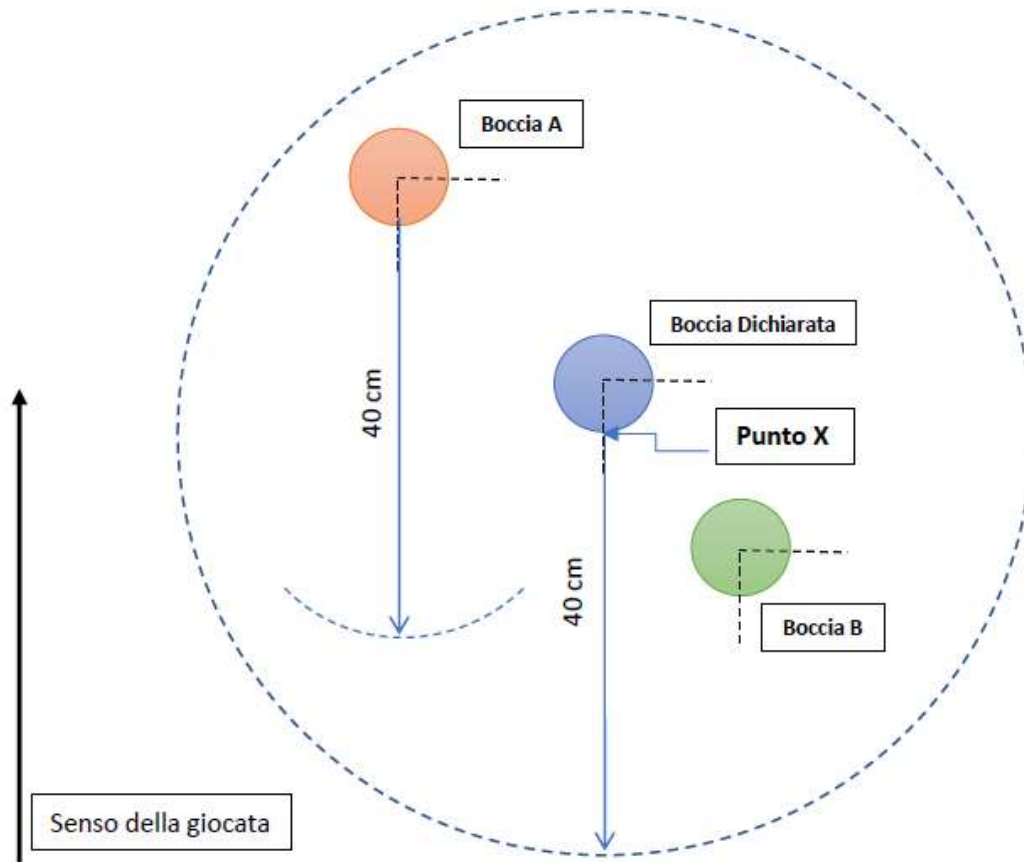 Boccia A
Boccia Dichiarata
40 cm
Punto X
40 cm
Boccia B
Senso della giocata